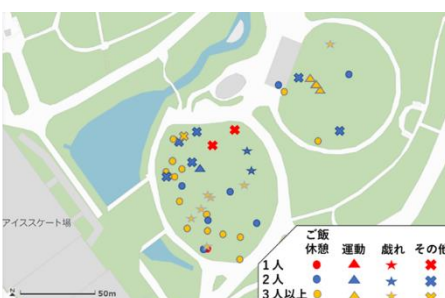 アイススケート場
ご飯
休憩 運動 戯れ その他
1人
2人
3人以上
N
50m